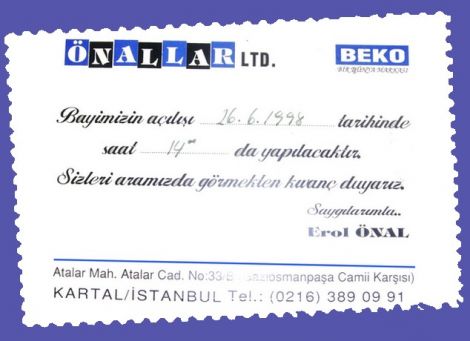 ÖNALLAR LTD.
BEKO
BİR DÜNYA MARKASI
Bayimizin açılışı 26.6.1998 tarihinde
saat 14⁰⁰ da yapılacaktır.
Sizleri aramızda görmekten kıvanç duyarız.
Saygılarımla..
Erol ÖNAL
Atalar Mah. Atalar Cad. No:33/B (Gaziosmanpaşa Camii Karşısı)
KARTAL/İSTANBUL Tel.: (0216) 389 09 91